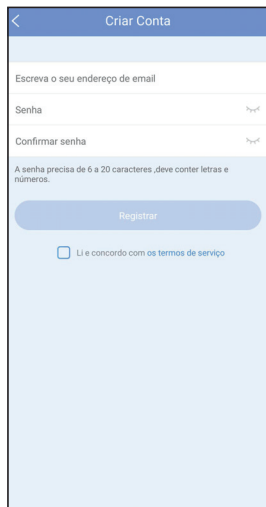 Criar Conta
Escreva o seu endereço de email
Senha
Confirmar senha
A senha precisa de 6 a 20 caracteres ,deve conter letras e
números.
Registrar
Li e concordo com os termos de serviço